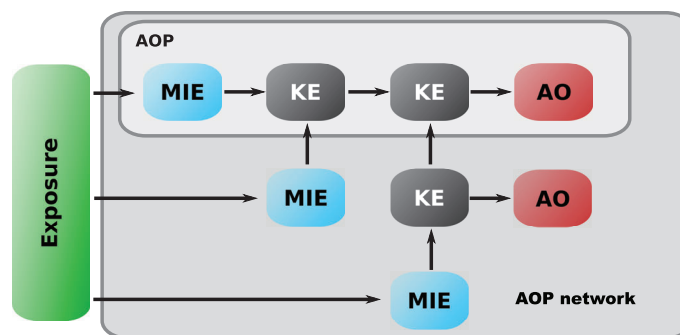 AOP
MIE KE KE AO
Exposure
MIE KE AO
MIE AOP network